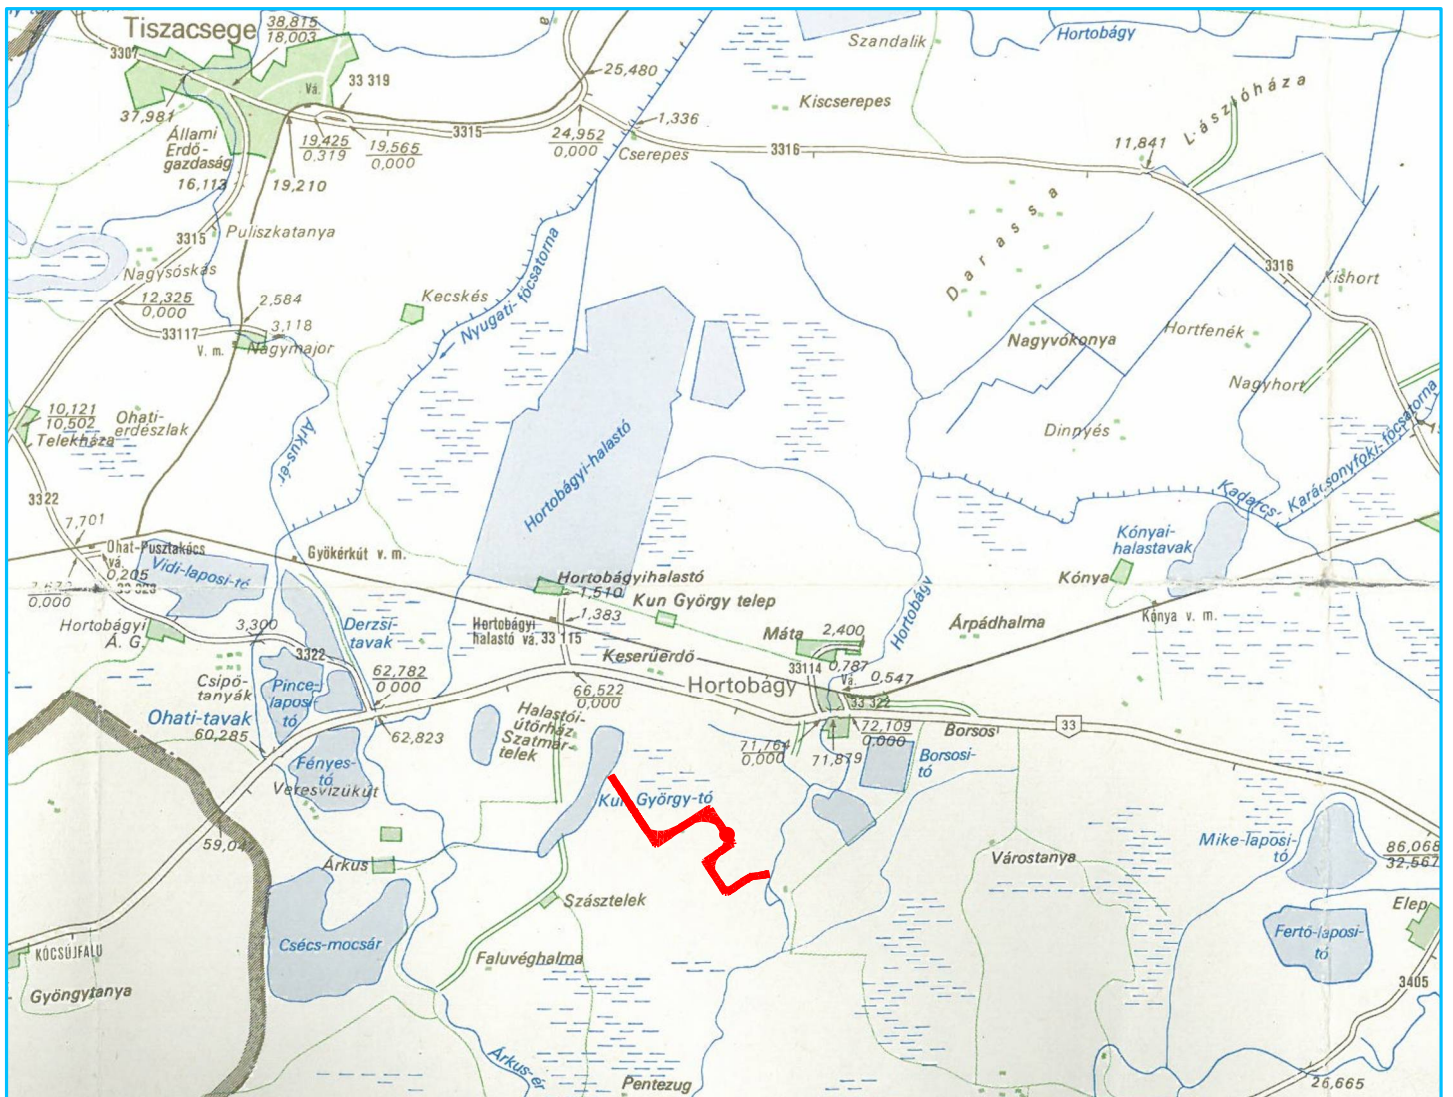 Tiszacsege
38,815
18,003
3307
Vá.
33 319
25,480
37,981
Állami
Erdő-
gazdaság
16,113
19,425
0,319
19,565
0,000
3315
24,952
0,000
1,336
Cserepes
19,210
Szandalik
Hortobágy
Kiscserepes
3316
11,841
Lászlóháza
Darassa
3315
Puliszkatanya
Nagysóskás
12,325
0,000
2,584
33117
3,118
V. m.
Nagymajor
Kecskés
Nyugati-főcsatorna
3316
Kishort
Nagyvókonya
Hortfenék
Nagyhort
Dinnyés
10,121
10,502
Telekháza
Ohati-
erdészlak
Árkus-ér
Hortobágyi-halastó
Kadarcs-Karácsonyfoki-főcsatorna
3322
7,701
Ohat-Pusztakócs
vá.
0,205
0,000
Vidi-laposi-tó
Gyökérkút v. m.
Kónyai-
halastavak
Kónya
Kónya v. m.
Hortobágyihalastó
1,510
1,383
Kun György telep
Hortobágyi
halastó vá.
33 115
Hortobágy
Árpádhalma
Hortobágyi
Á. G.
3,300
3322
Derzsi-
tavak
Máta
2,400
33114
0,787
Vá.
0,547
33 322
Keserűerdő
Hortobágy
Csípő-
tanyák
Pince-
laposi-
tó
62,782
0 000
66,522
0,000
Ohati-tavak
60,285
62,823
Halastói-
útőrház
Szatmár-
telek
71,764
0,000
71,879
72,109
0,000
Borsós
33
Borsosi-
tó
Fényes-
tó
Veresvízűkút
Kun György-tó
59,04
Árkus
Szásztelek
Várostanya
Mike-laposi-
tó
86,068
32,567
Elep
Fertő-laposi-
tó
Csécs-mocsár
KÓCSÚJFALU
Gyöngytanya
Faluvéghalma
3405
Árkus-ér
Pentezug
26,665